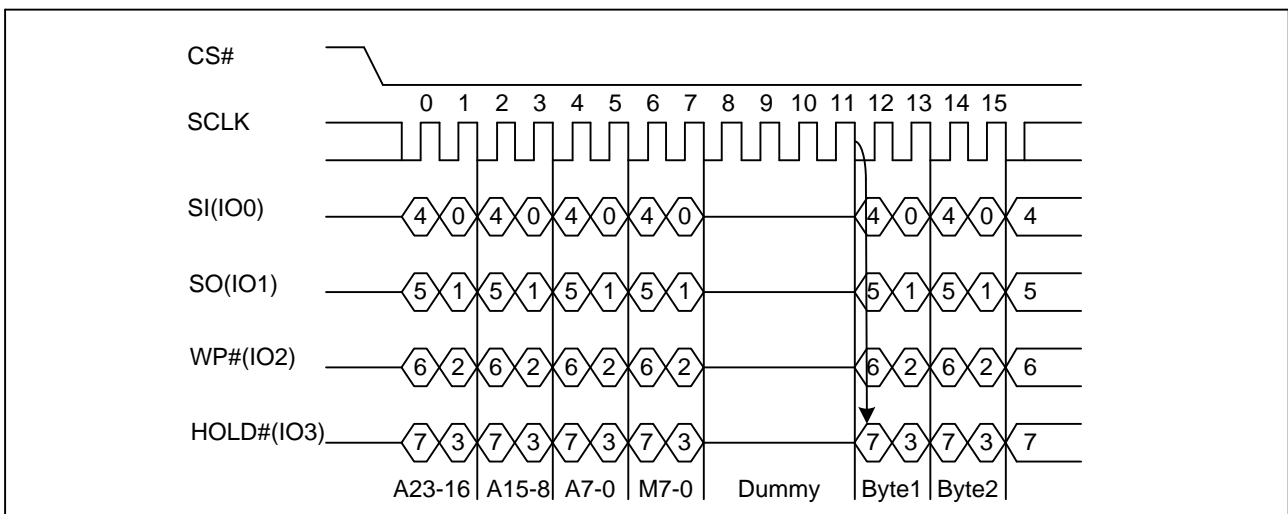 CS#
0 1 2 3 4 5 6 7 8 9 10 11 12 13 14 15
SCLK
SI(IO0) 4 0 4 0 4 0 4 0 4 0 4 0 4
SO(IO1) 5 1 5 1 5 1 5 1 5 1 5 1 5
WP#(IO2) 6 2 6 2 6 2 6 2 6 2 6 2 6
HOLD#(IO3) 7 3 7 3 7 3 7 3 7 3 7 3 7
A23-16 A15-8 A7-0 M7-0 Dummy Byte1 Byte2